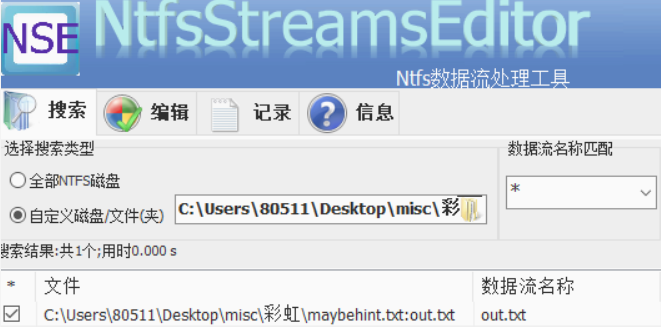 NSE
NtfsStreamsEditor
Ntfs数据流处理工具
搜索 编辑 记录 信息
选择搜索类型 数据流名称匹配
全部NTFS磁盘
*
自定义磁盘/文件(夹) C:\Users\80511\Desktop\misc\彩
搜索结果:共1个;用时0.000 s
* 文件 数据流名称
C:\Users\80511\Desktop\misc\彩虹\maybehint.txt:out.txt out.txt